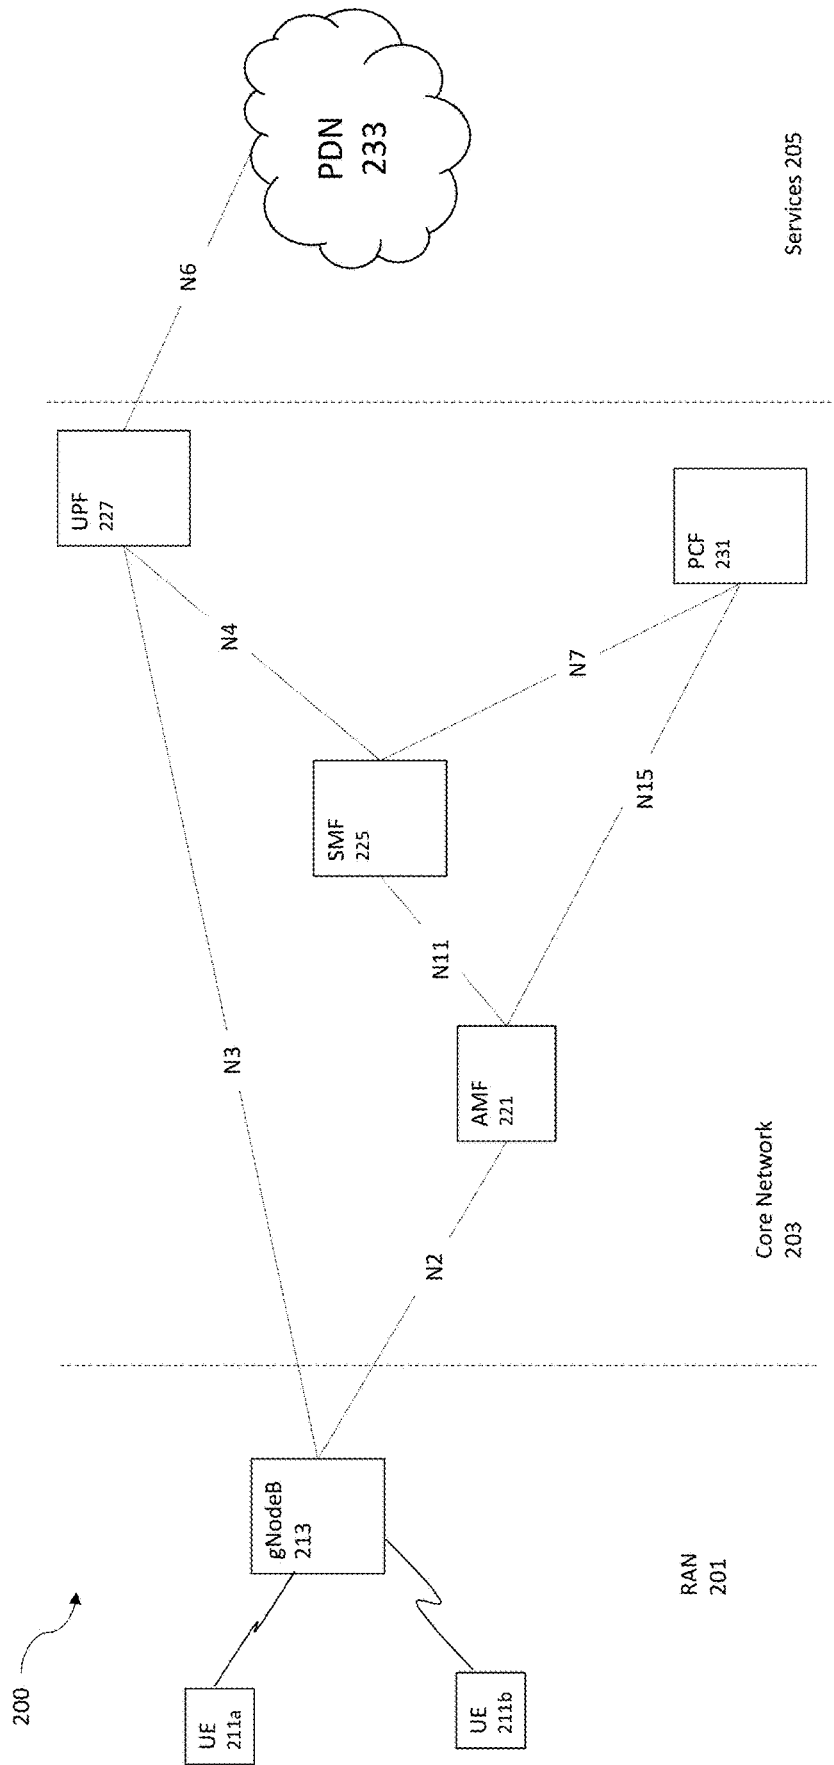 200
UE
211a
UE
211b
gNodeB
213
RAN
201
N3
N2
AMF
221
N11
SMF
225
N15
N4
N7
UPF
227
PCF
231
Core Network
203
N6
PDN
233
Services 205